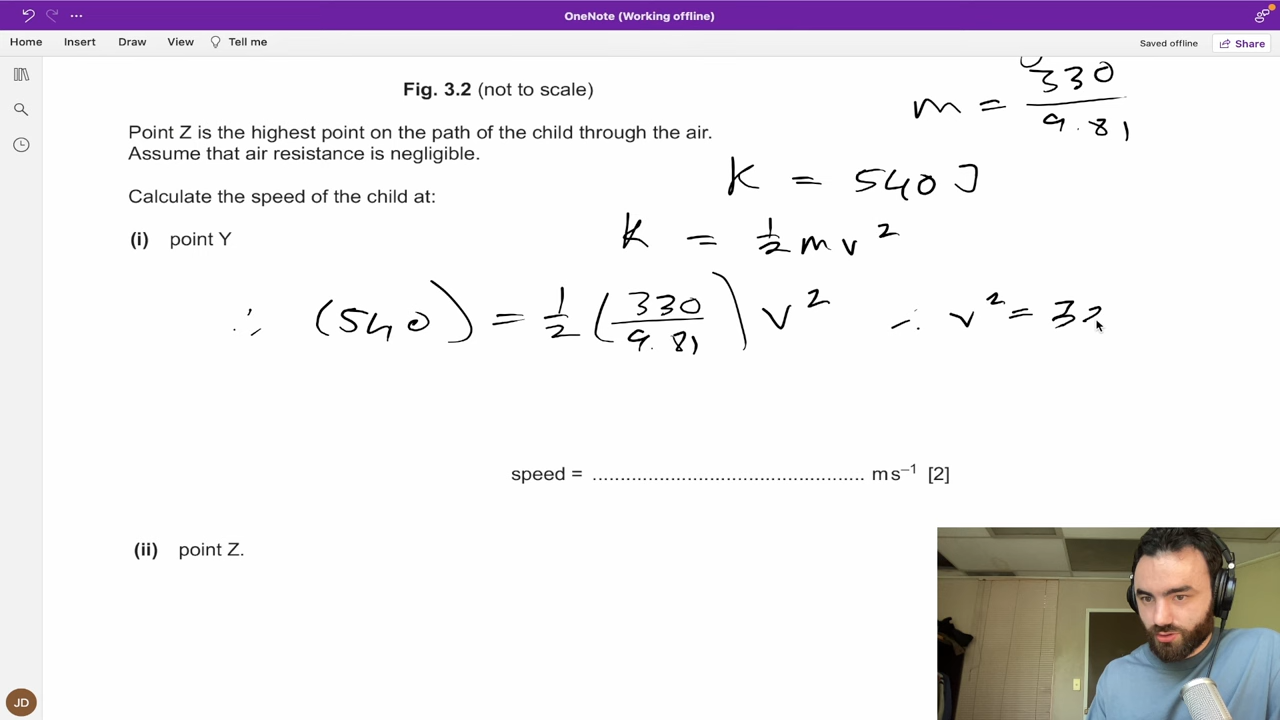 OneNote (Working offline)
Home Insert Draw View Tell me
Saved offline Share
Fig. 3.2 (not to scale)
m = 330 / 9.81
Point Z is the highest point on the path of the child through the air.
Assume that air resistance is negligible.
K = 540 J
Calculate the speed of the child at:
(i) point Y
K = 1/2 m v²
∴ (540) = 1/2 (330 / 9.81) v² ∴ v² = 32
speed = ................................................ m s⁻¹ [2]
(ii) point Z.
JD